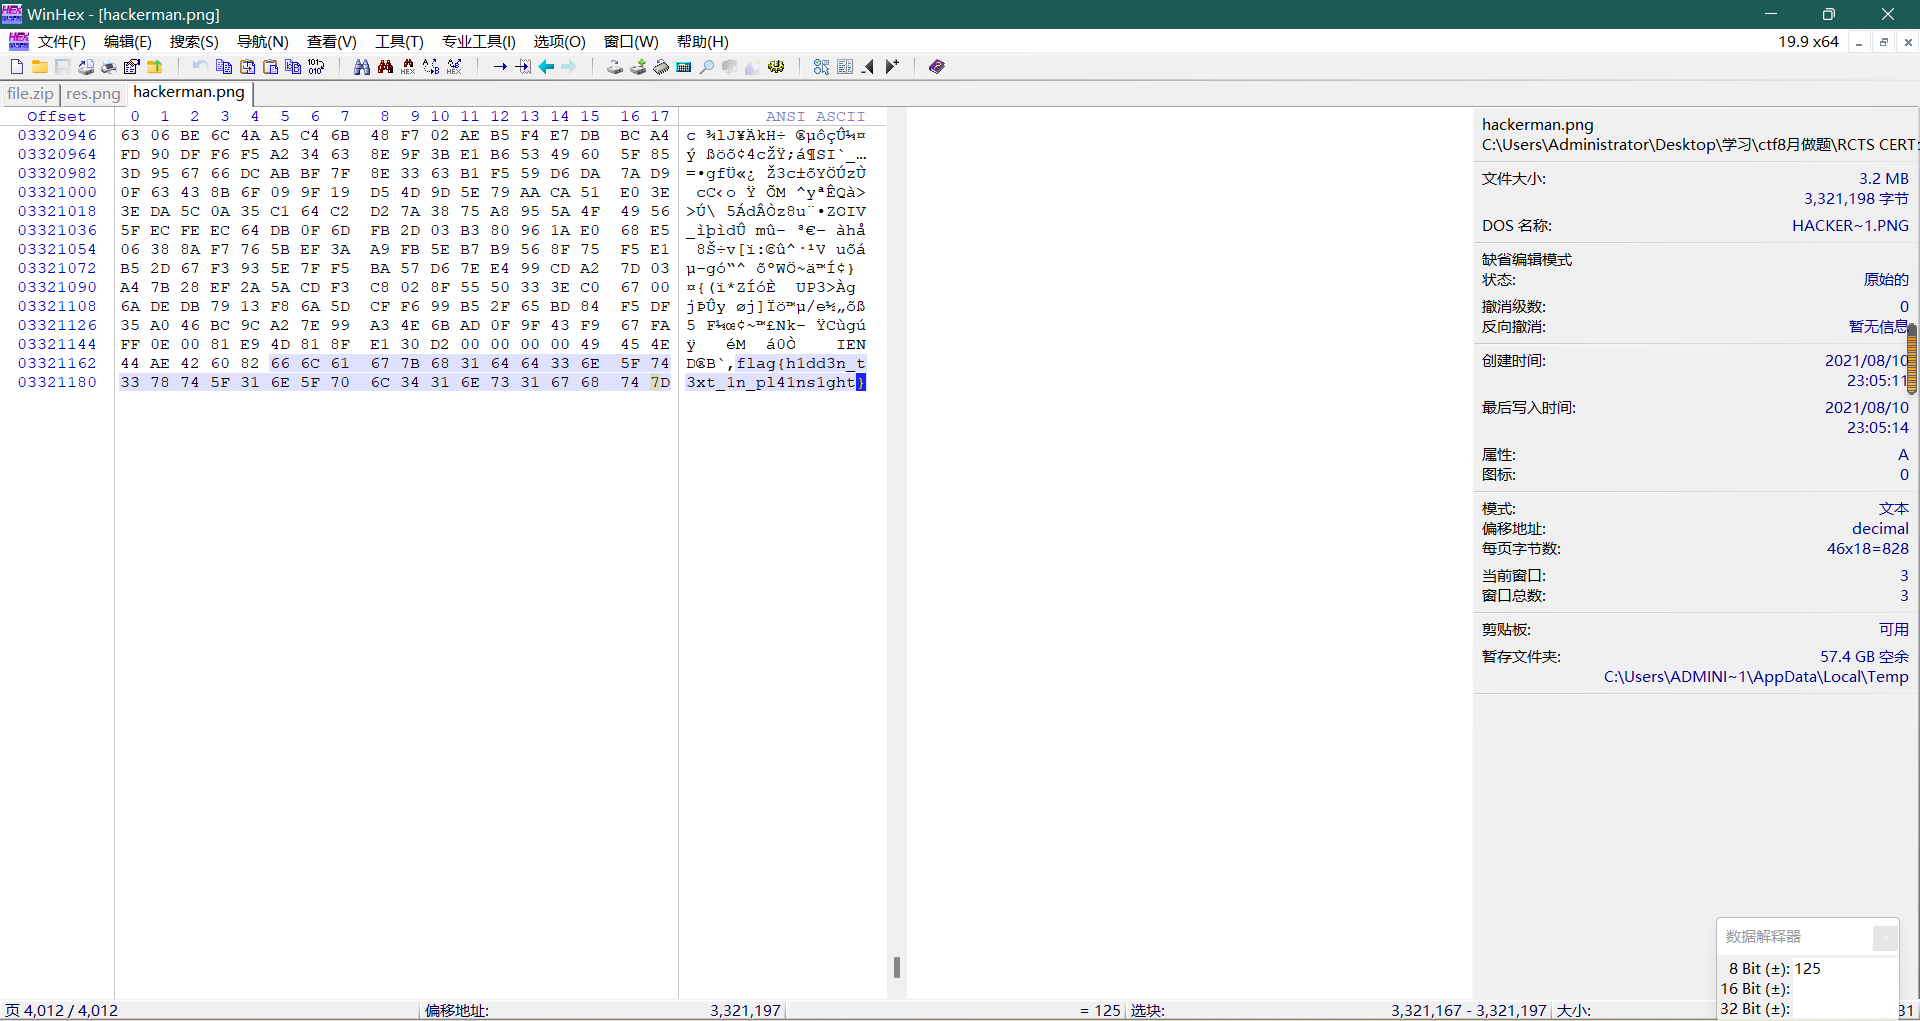 WinHex - [hackerman.png]
文件(F) 编辑(E) 搜索(S) 导航(N) 查看(V) 工具(T) 专业工具(I) 选项(O) 窗口(W) 帮助(H) 19.9 x64
file.zip res.png hackerman.png
Offset 0 1 2 3 4 5 6 7 8 9 10 11 12 13 14 15 16 17 ANSI ASCII
03320946 63 06 BE 6C 4A A5 C4 6B 48 F7 02 AE B5 F4 E7 DB BC A4 c ¾lJ¥ÄkH÷ ®µôçÛ¼¤
03320964 FD 90 DF F6 F5 A2 34 63 8E 9F 3B E1 B6 53 49 60 5F 85 ý ßöõ¢4cŽŸ;á¶SI`_…
03320982 3D 95 67 66 DC AB BF 7F 8E 33 63 B1 F5 59 D6 DA 7A D9 =•gfÜ«¿ Ž3c±õYÖÚzÙ
03321000 0F 63 43 8B 6F 09 9F 19 D5 4D 9D 5E 79 AA CA 51 E0 3E cC‹o Ÿ ÕM ^yªÊQà>
03321018 3E DA 5C 0A 35 C1 64 C2 D2 7A 38 75 A8 95 5A 4F 49 56 >Ú\ 5ÁdÂÒz8u¨•ZOIV
03321036 5F EC FE EC 64 DB 0F 6D FB 2D 03 B3 80 96 1A E0 68 E5 _ìþìdÛ mû- ³€– àhå
03321054 06 38 8A F7 76 5B EF 3A A9 FB 5E B7 B9 56 8F 75 F5 E1 8Š÷v[ï:©û^·¹V uõá
03321072 B5 2D 67 F3 93 5E 7F F5 BA 57 D6 7E E4 99 CD A2 7D 03 µ-gó“^ õºWÖ~ä™Í¢}
03321090 A4 7B 28 EF 2A 5A CD F3 C8 02 8F 55 50 33 3E C0 67 00 ¤{(ï*ZÍóÈ UP3>Àg
03321108 6A DE DB 79 13 F8 6A 5D CF F6 99 B5 2F 65 BD 84 F5 DF jÞÛy øj]Ïö™µ/e½„õß
03321126 35 A0 46 BC 9C A2 7E 99 A3 4E 6B AD 0F 9F 43 F9 67 FA 5 F¼œ¢~™£Nk- ŸCùgú
03321144 FF 0E 00 81 E9 4D 81 8F E1 30 D2 00 00 00 00 49 45 4E ÿ éM á0Ò IEN
03321162 44 AE 42 60 82 66 6C 61 67 7B 68 31 64 64 33 6E 5F 74 D®B`‚flag{h1dd3n_t
03321180 33 78 74 5F 31 6E 5F 70 6C 34 31 6E 73 31 67 68 74 7D 3xt_1n_pl41ns1ght}
hackerman.png
C:\Users\Administrator\Desktop\学习\ctf8月做题\RCTS CERT
文件大小: 3.2 MB
3,321,198 字节
DOS 名称: HACKER~1.PNG
缺省编辑模式
状态: 原始的
撤消级数: 0
反向撤消: 暂无信息
创建时间: 2021/08/10
23:05:11
最后写入时间: 2021/08/10
23:05:14
属性: A
图标: 0
模式: 文本
偏移地址: decimal
每页字节数: 46x18=828
当前窗口: 3
窗口总数: 3
剪贴板: 可用
暂存文件夹: 57.4 GB 空余
C:\Users\ADMINI~1\AppData\Local\Temp
数据解释器
8 Bit (±): 125
16 Bit (±):
32 Bit (±):
页 4,012 / 4,012 偏移地址: 3,321,197 = 125 选块: 3,321,167 - 3,321,197 大小: 31